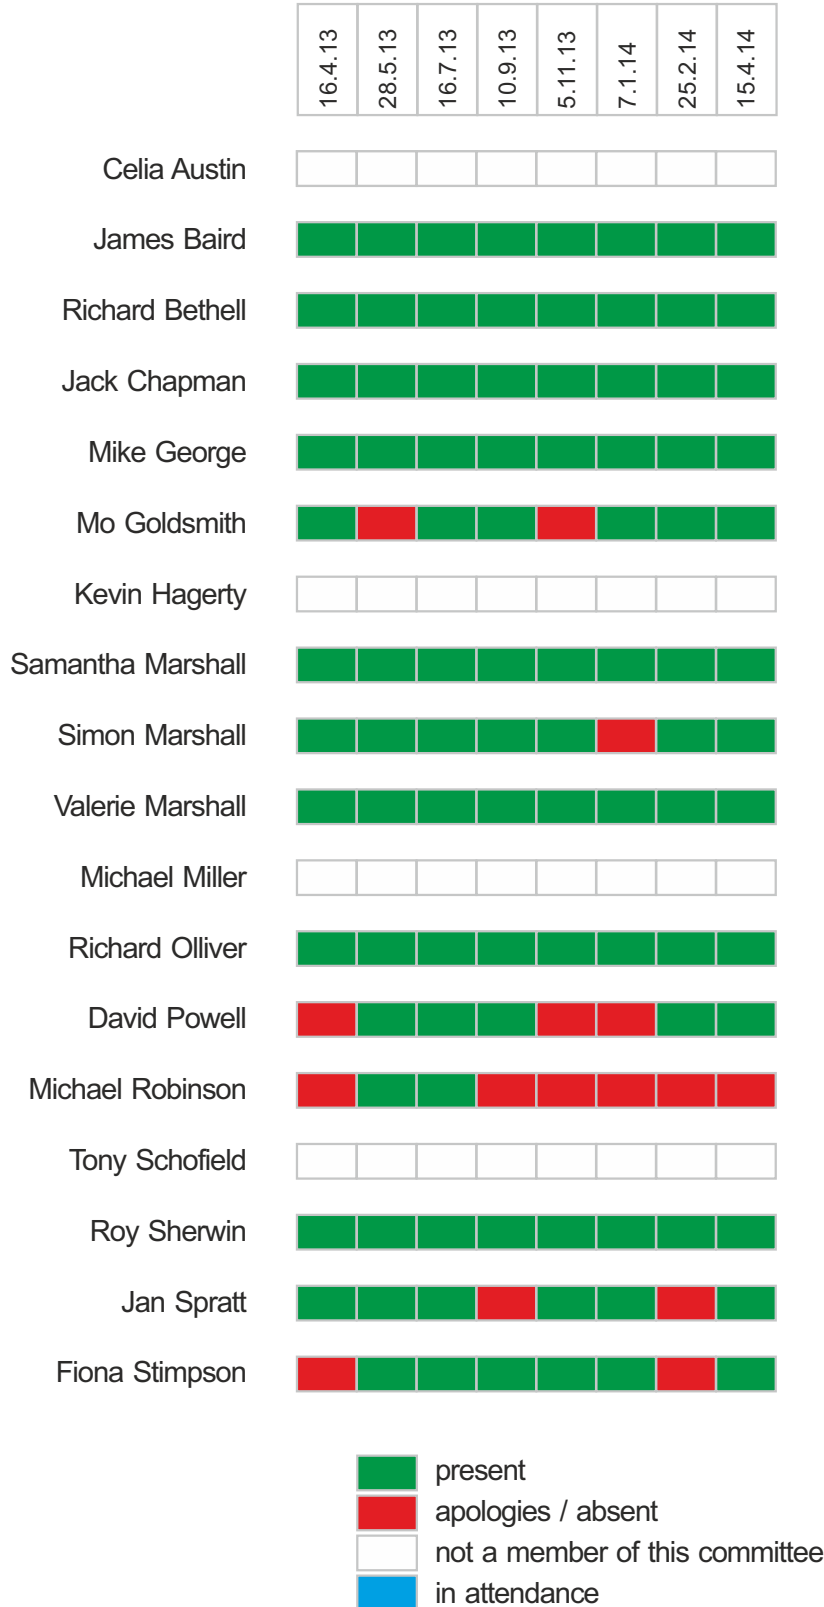 16.4.13 28.5.13 16.7.13 10.9.13 5.11.13 7.1.14 25.2.14 15.4.14
Celia Austin
James Baird
Richard Bethell
Jack Chapman
Mike George
Mo Goldsmith
Kevin Hagerty
Samantha Marshall
Simon Marshall
Valerie Marshall
Michael Miller
Richard Olliver
David Powell
Michael Robinson
Tony Schofield
Roy Sherwin
Jan Spratt
Fiona Stimpson
present
apologies / absent
not a member of this committee
in attendance